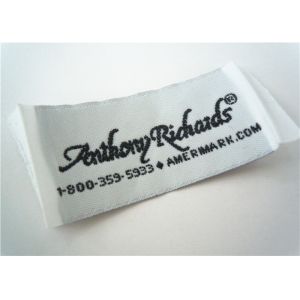 Anthony Richards®
1-800-359-5933 ♦ AMERMARK.COM